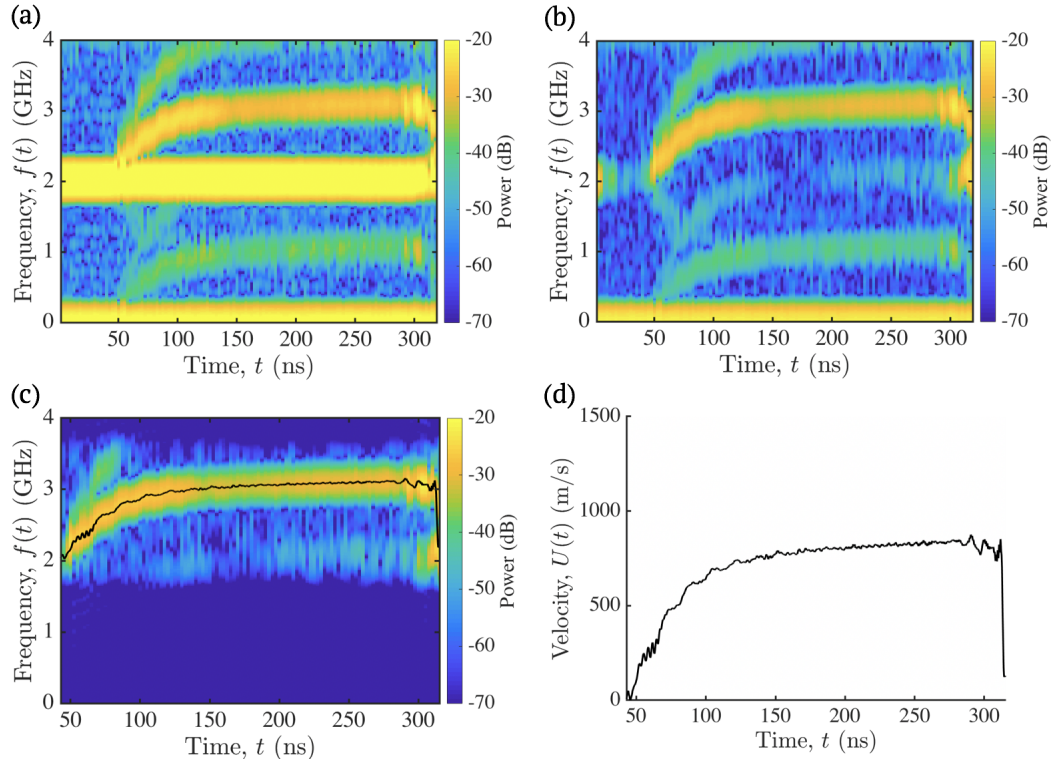 (a)
(b)
4
3
2
1
0
Frequency, f(t) (GHz)
50 100 150 200 250 300
Time, t (ns)
-20
-30
-40
-50
-60
-70
Power (dB)
4
3
2
1
0
Frequency, f(t) (GHz)
50 100 150 200 250 300
Time, t (ns)
-20
-30
-40
-50
-60
-70
Power (dB)
(c)
(d)
4
3
2
1
0
Frequency, f(t) (GHz)
50 100 150 200 250 300
Time, t (ns)
-20
-30
-40
-50
-60
-70
Power (dB)
1500
1000
500
0
Velocity, U(t) (m/s)
50 100 150 200 250 300
Time, t (ns)